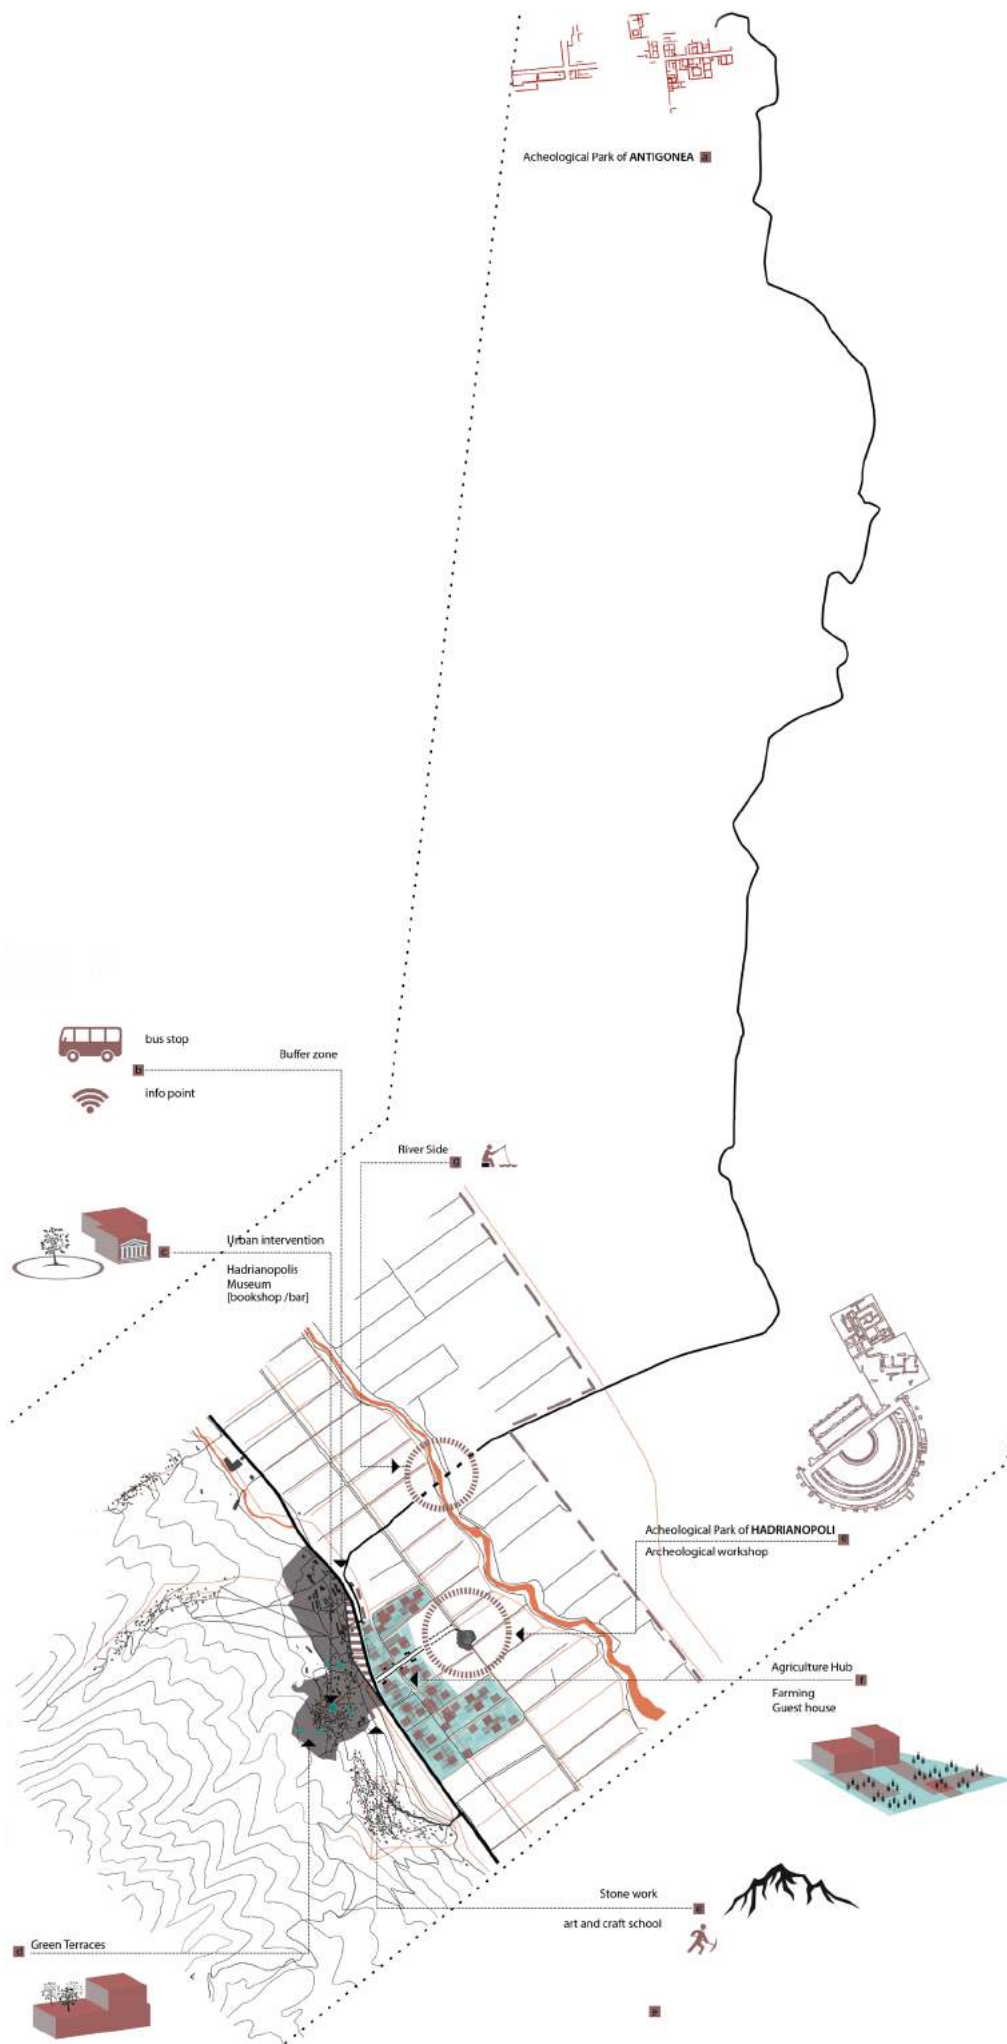 Acheological Park of ANTIGONEA a
bus stop
Buffer zone
b
info point
River Side
g
c
Urban intervention
Hadrianopolis
Museum
[bookshop /bar]
Acheological Park of HADRIANOPOLI
Archeological workshop
Agriculture Hub
f
Farming
Guest house
Stone work
art and craft school
d Green Terraces